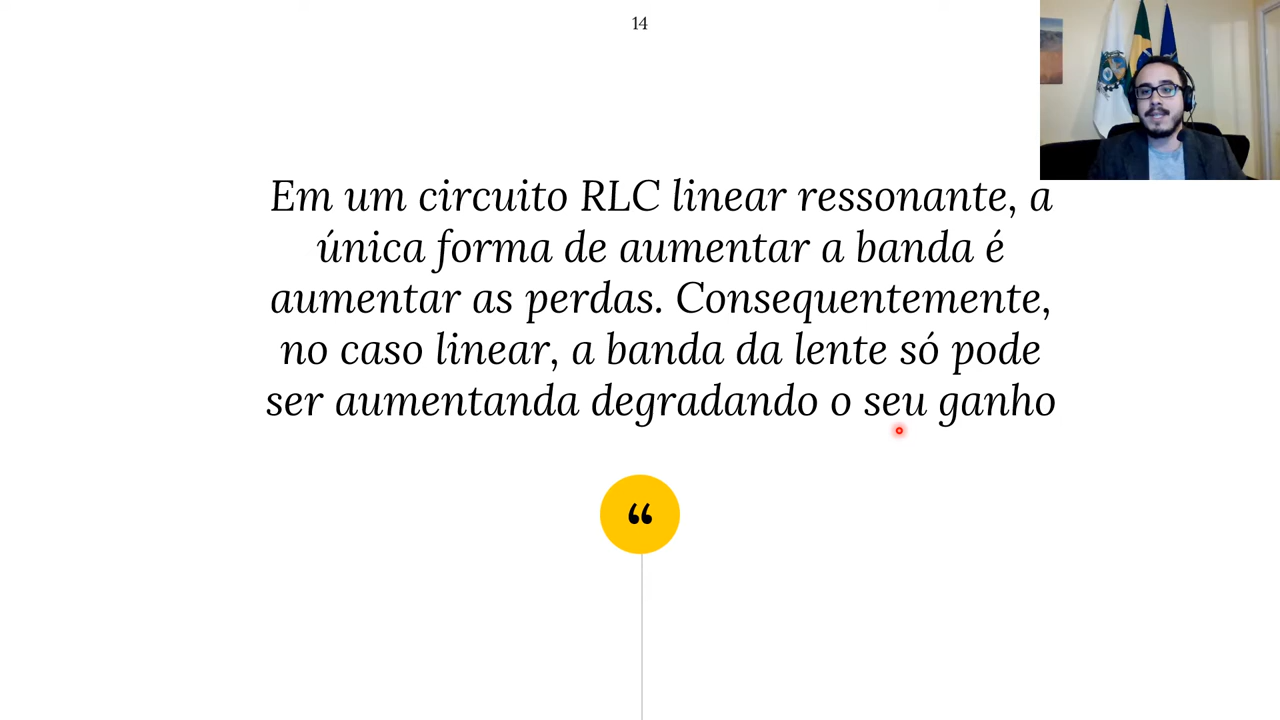 14
Em um circuito RLC linear ressonante, a
única forma de aumentar a banda é
aumentar as perdas. Consequentemente,
no caso linear, a banda da lente só pode
ser aumentanda degradando o seu ganho
“